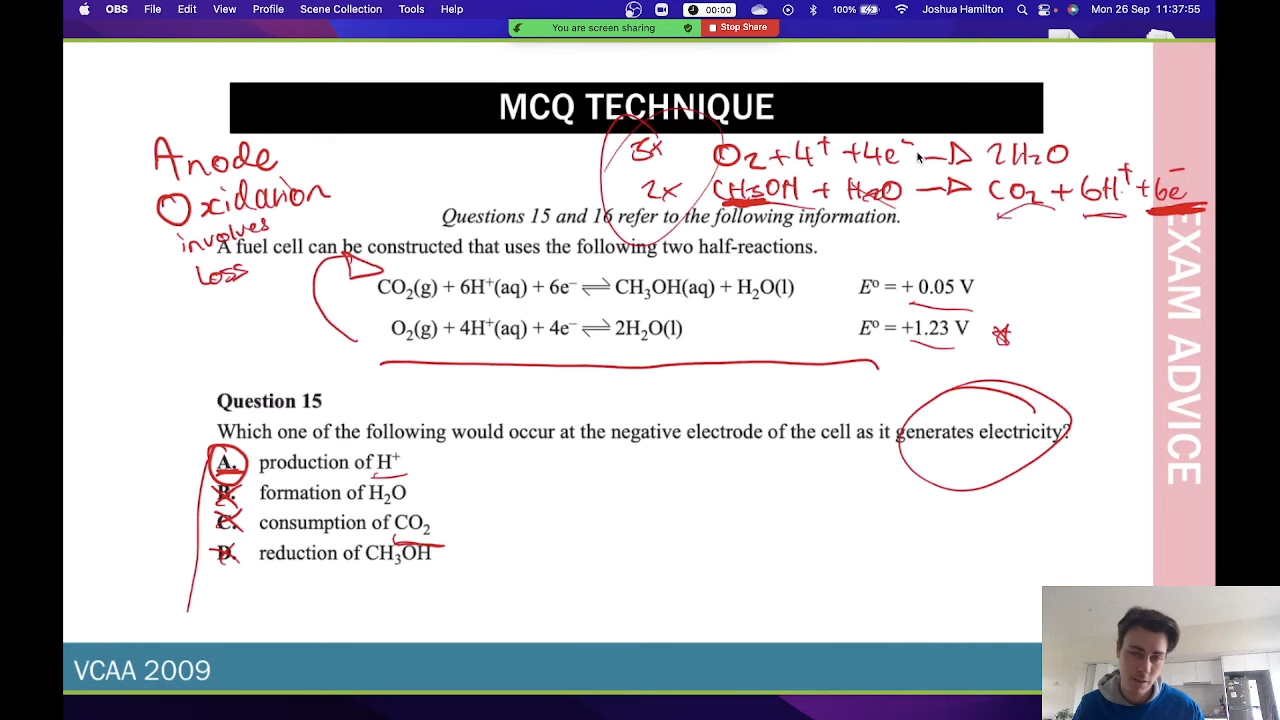 OBS File Edit View Profile Scene Collection Tools Help 00:00 100% Joshua Hamilton Mon 26 Sep 11:37:55
You are screen sharing Stop Share
MCQ TECHNIQUE
Anode
Oxidation
involves
Loss
3x O₂ + 4⁺ + 4e⁻ → 2H₂O
2x CH₃OH + H₂O → CO₂ + 6H⁺ + 6e⁻
Questions 15 and 16 refer to the following information.
A fuel cell can be constructed that uses the following two half-reactions.
CO₂(g) + 6H⁺(aq) + 6e⁻ ⇌ CH₃OH(aq) + H₂O(l) E⁰ = + 0.05 V
O₂(g) + 4H⁺(aq) + 4e⁻ ⇌ 2H₂O(l) E⁰ = +1.23 V
Question 15
Which one of the following would occur at the negative electrode of the cell as it generates electricity?
A. production of H⁺
B. formation of H₂O
C. consumption of CO₂
D. reduction of CH₃OH
EXAM ADVICE
VCAA 2009